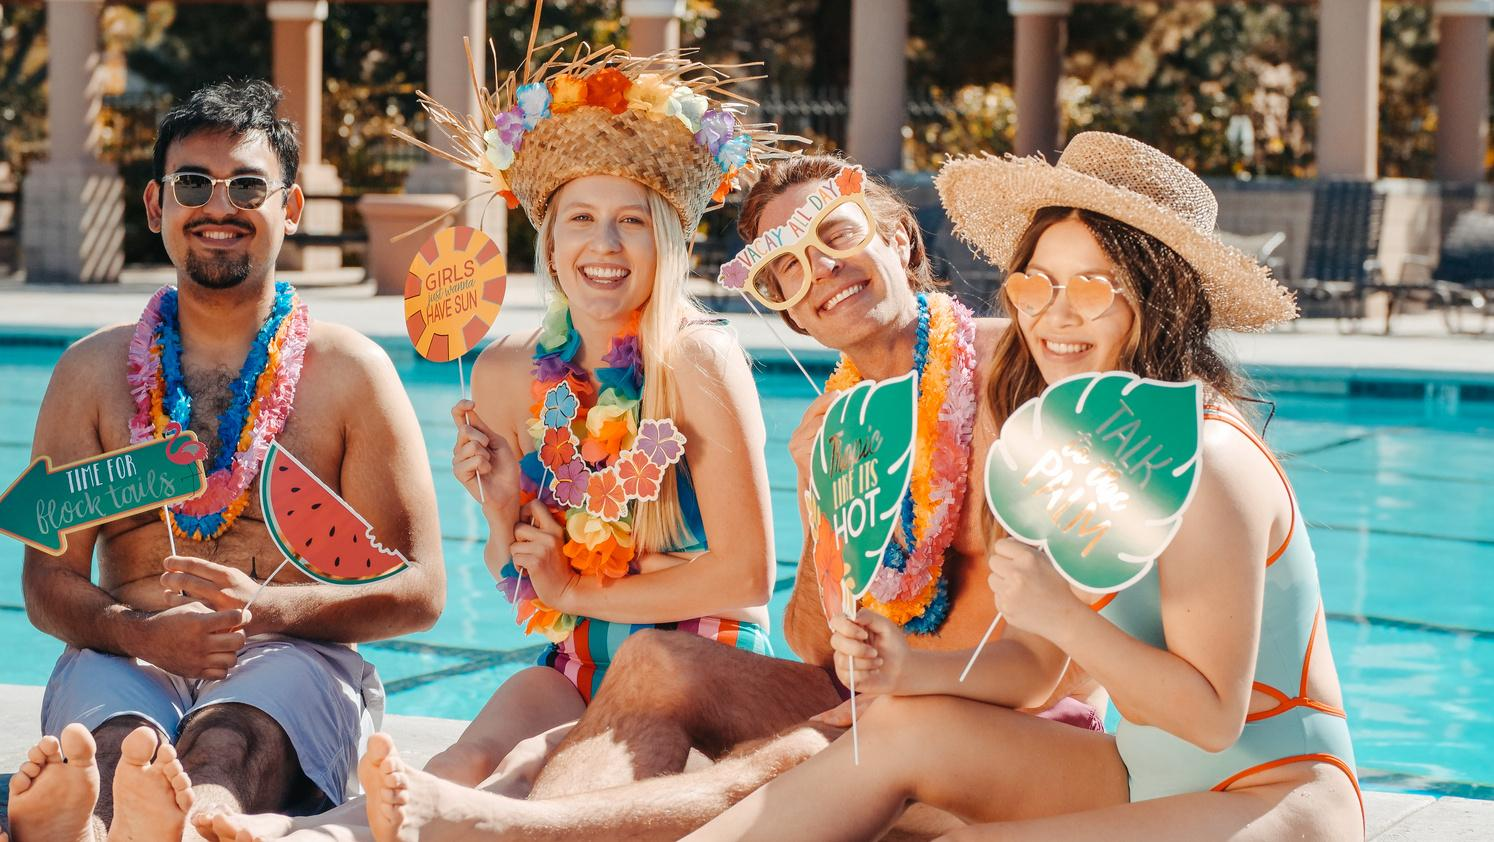 TIME FOR
flock tails
GIRLS
just wanna
HAVE SUN
VACAY ALL DAY
Tropic
LIKE ITS
HOT
TALK
to the
PALM